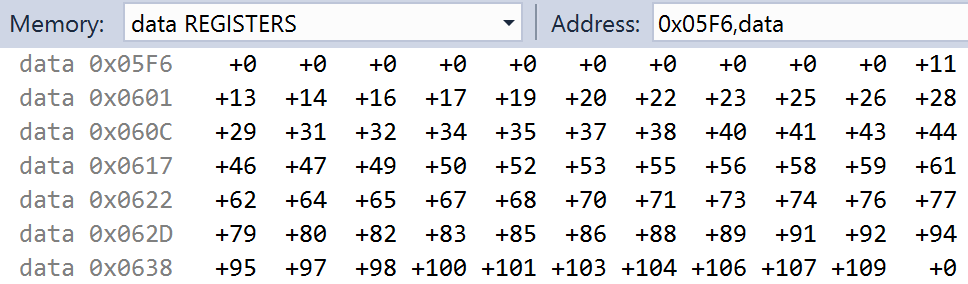 Memory: data REGISTERS Address: 0x05F6,data
data 0x05F6 +0 +0 +0 +0 +0 +0 +0 +0 +0 +0 +11
data 0x0601 +13 +14 +16 +17 +19 +20 +22 +23 +25 +26 +28
data 0x060C +29 +31 +32 +34 +35 +37 +38 +40 +41 +43 +44
data 0x0617 +46 +47 +49 +50 +52 +53 +55 +56 +58 +59 +61
data 0x0622 +62 +64 +65 +67 +68 +70 +71 +73 +74 +76 +77
data 0x062D +79 +80 +82 +83 +85 +86 +88 +89 +91 +92 +94
data 0x0638 +95 +97 +98 +100 +101 +103 +104 +106 +107 +109 +0